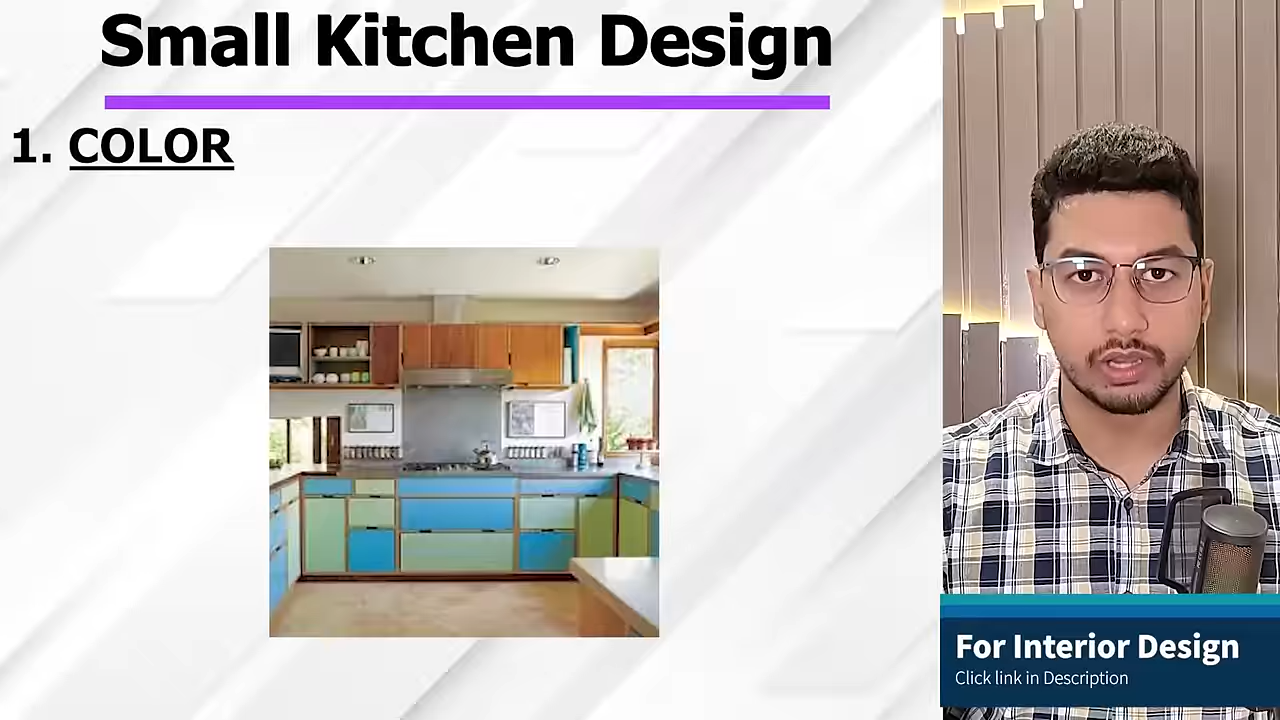 Small Kitchen Design
1. COLOR
For Interior Design
Click link in Description